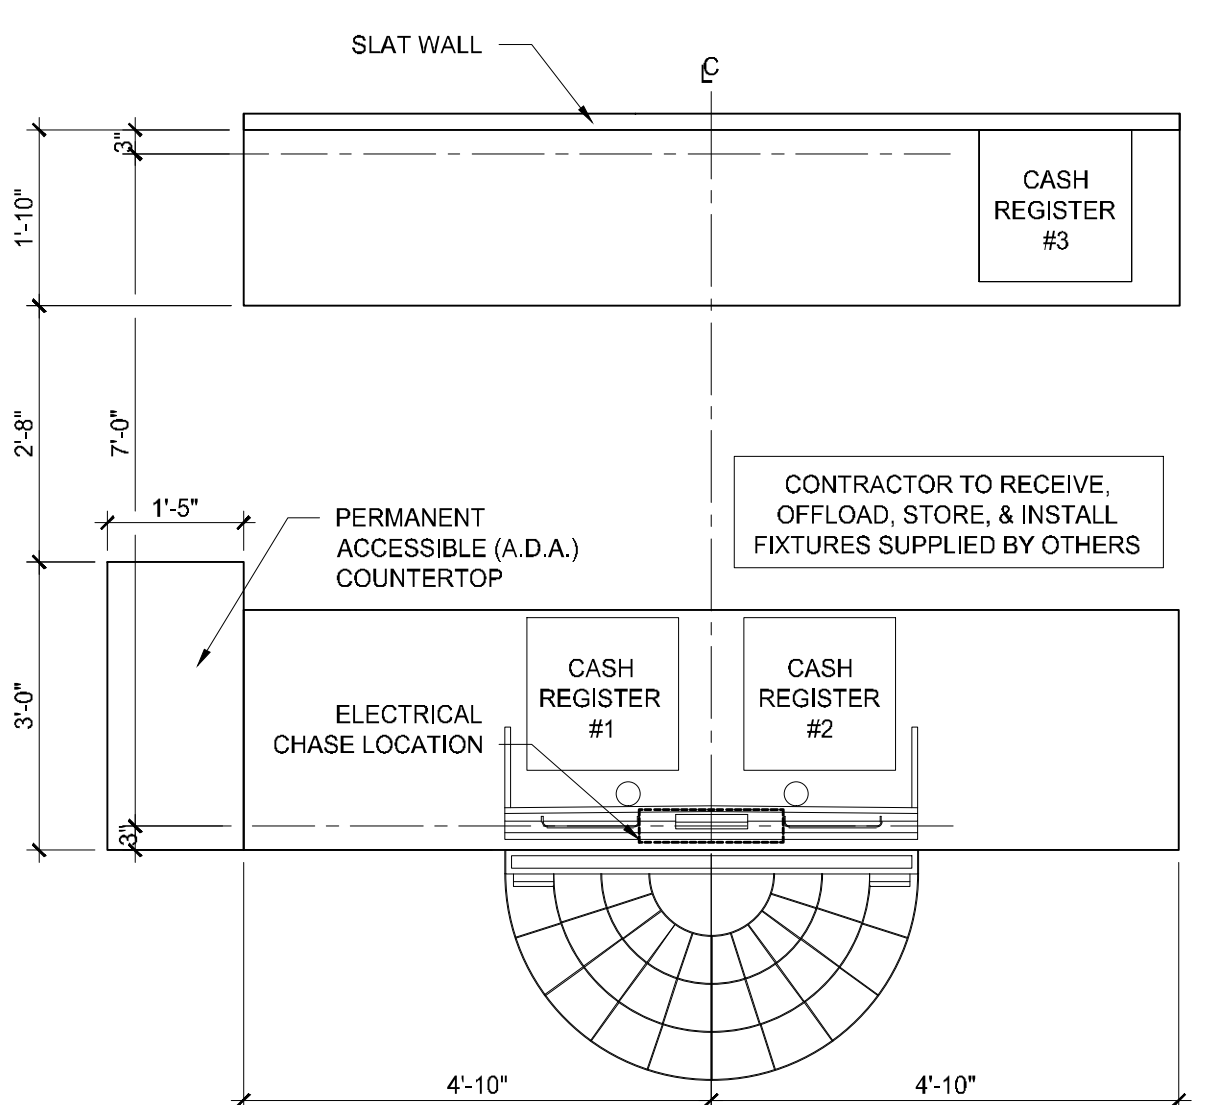 SLAT WALL
CL
3"
1'-10"
CASH
REGISTER
#3
2'-8"
7'-0"
1'-5"
PERMANENT
ACCESSIBLE (A.D.A.)
COUNTERTOP
CONTRACTOR TO RECEIVE,
OFFLOAD, STORE, & INSTALL
FIXTURES SUPPLIED BY OTHERS
3'-0"
CASH
REGISTER
#1
CASH
REGISTER
#2
ELECTRICAL
CHASE LOCATION
3"
4'-10"
4'-10"